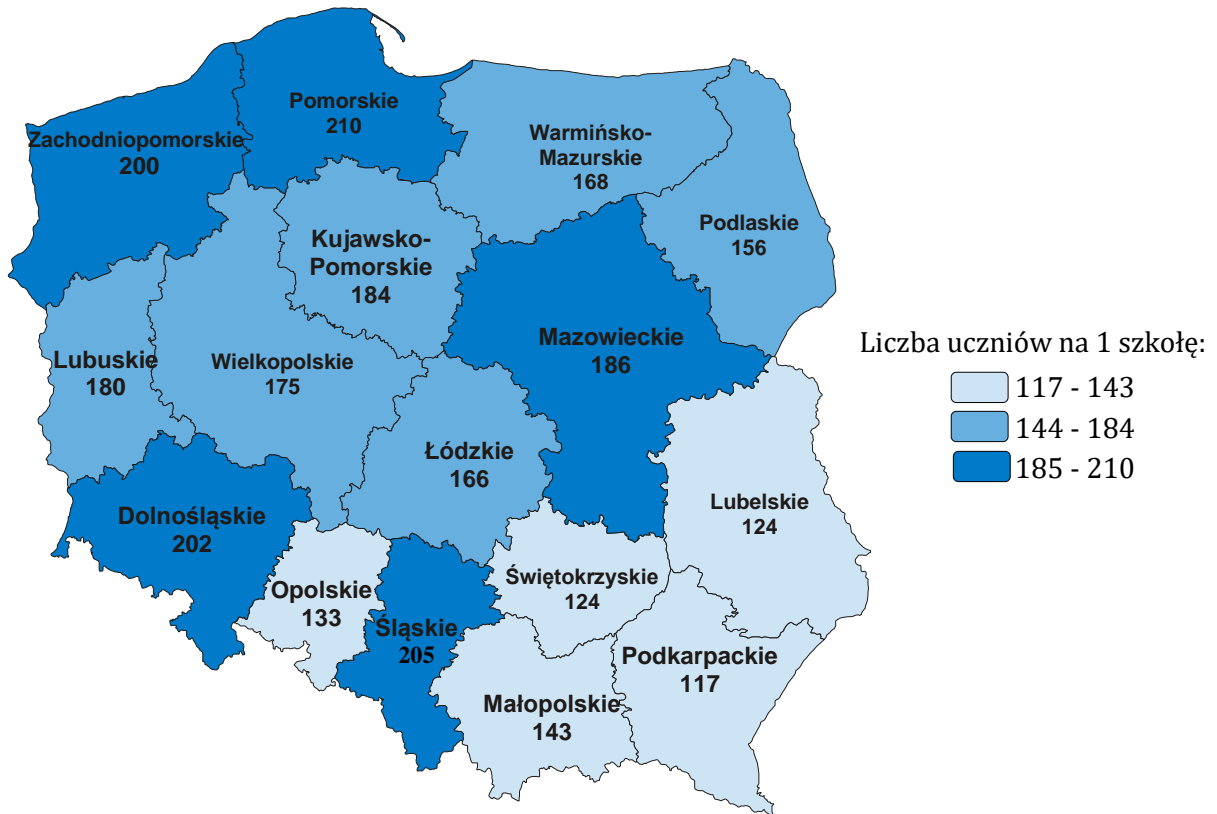 Pomorskie
210
Zachodniopomorskie
200
Warmińsko-
Mazurskie
168
Podlaskie
156
Kujawsko-
Pomorskie
184
Mazowieckie
186
Lubuskie
180
Wielkopolskie
175
Łódzkie
166
Lubelskie
124
Dolnośląskie
202
Opolskie
133
Świętokrzyskie
124
Śląskie
205
Podkarpackie
117
Małopolskie
143
Liczba uczniów na 1 szkołę:
117 - 143
144 - 184
185 - 210